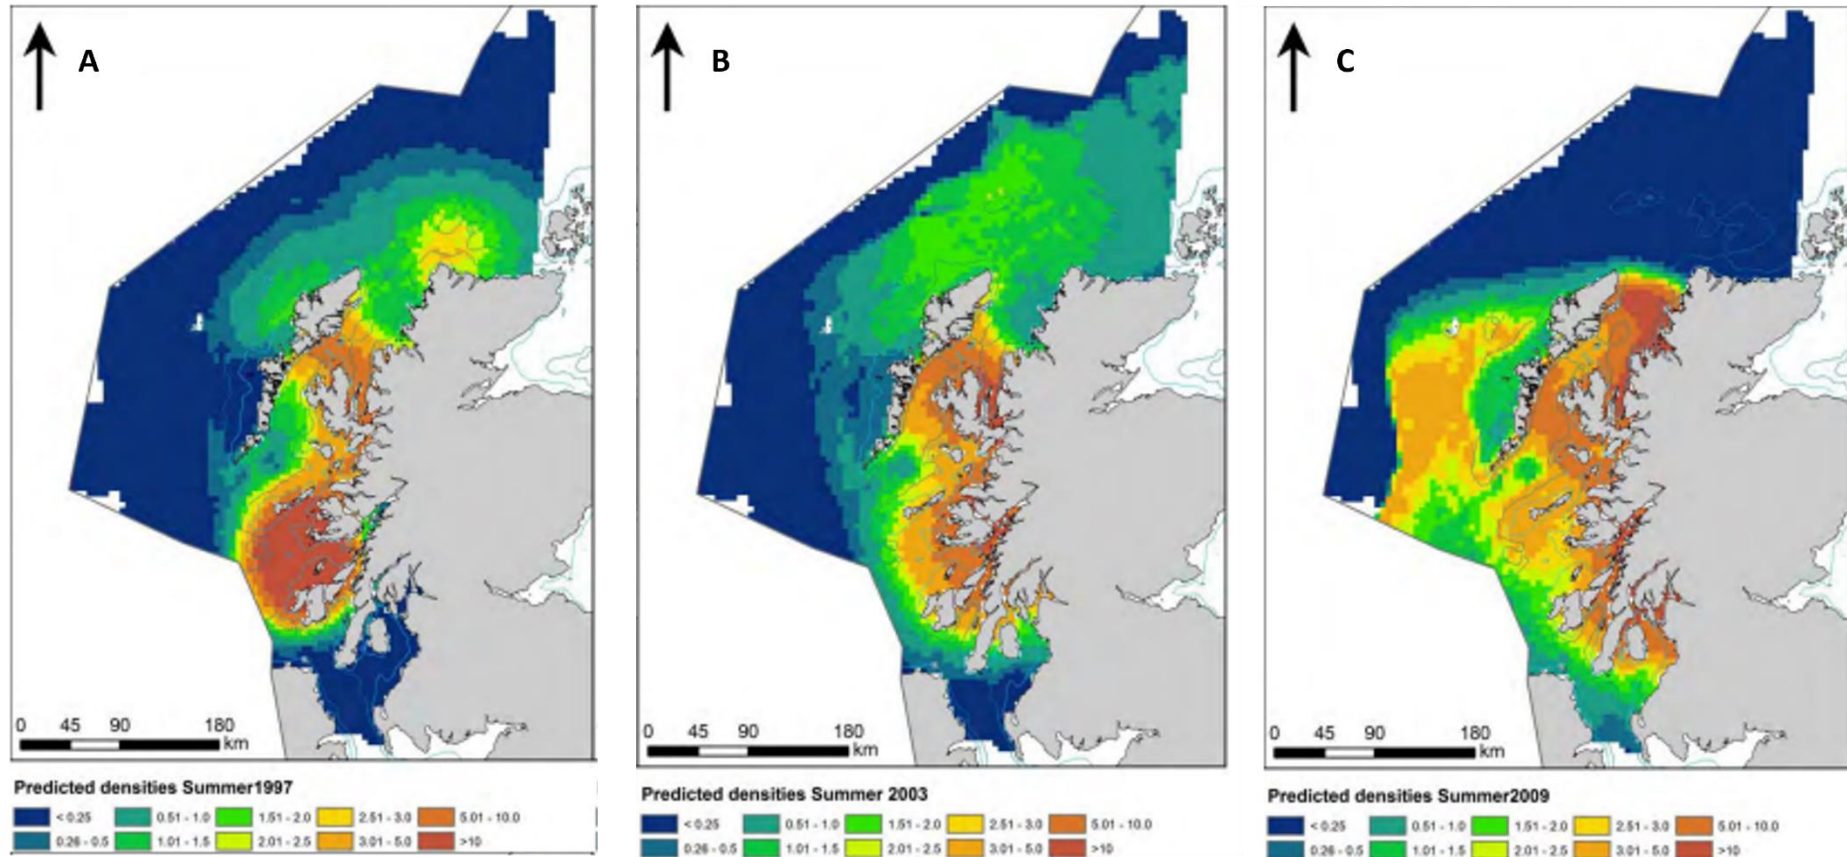 A
B
C
0 45 90 180
km
0 45 90 180
km
0 45 90 180
km
Predicted densities Summer1997
< 0.25 0.51 - 1.0 1.51 - 2.0 2.51 - 3.0 5.01 - 10.0
0.26 - 0.5 1.01 - 1.5 2.01 - 2.5 3.01 - 5.0 >10
Predicted densities Summer 2003
< 0.25 0.51 - 1.0 1.51 - 2.0 2.51 - 3.0 5.01 - 10.0
0.26 - 0.5 1.01 - 1.5 2.01 - 2.5 3.01 - 5.0 >10
Predicted densities Summer2009
< 0.25 0.51 - 1.0 1.51 - 2.0 2.51 - 3.0 5.01 - 10.0
0.26 - 0.5 1.01 - 1.5 2.01 - 2.5 3.01 - 5.0 >10